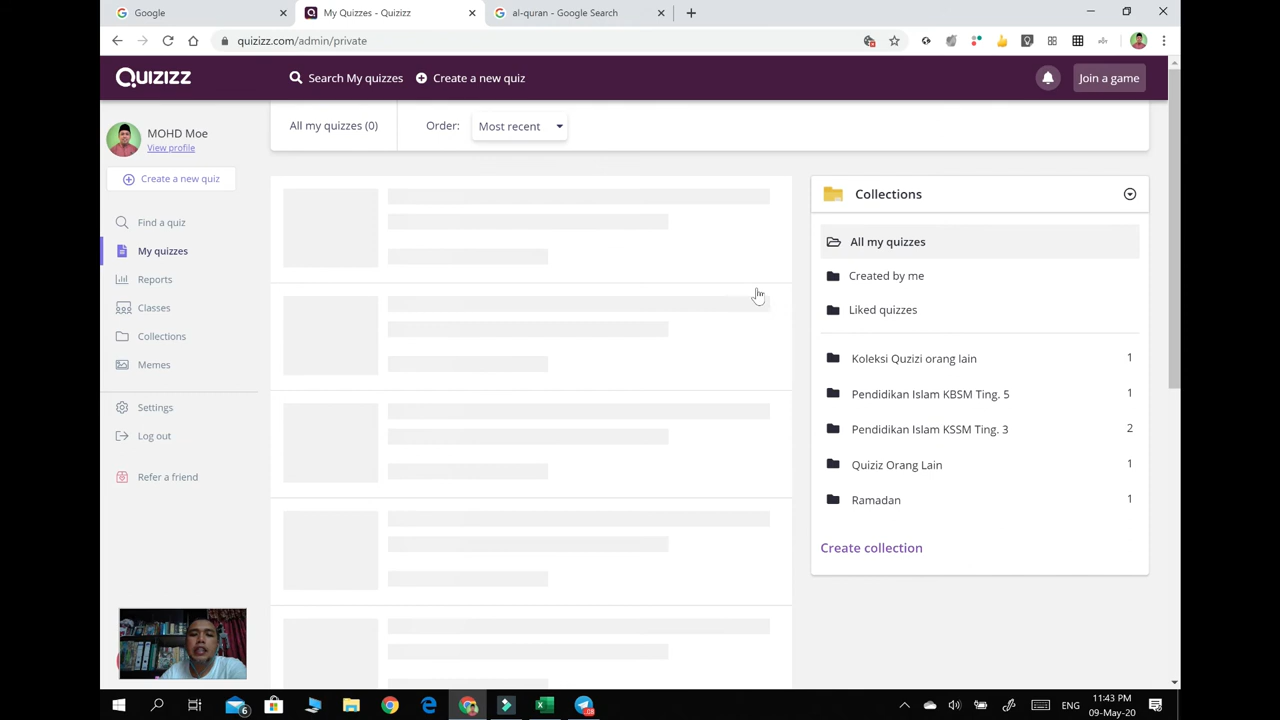 Google
My Quizzes - Quizizz
al-quran - Google Search
quizizz.com/admin/private
QUIZIZZ
Search My quizzes
Create a new quiz
Join a game
MOHD Moe
View profile
Create a new quiz
Find a quiz
My quizzes
Reports
Classes
Collections
Memes
Settings
Log out
Refer a friend
All my quizzes (0)
Order:
Most recent
Collections
All my quizzes
Created by me
Liked quizzes
Koleksi Quzizi orang lain 1
Pendidikan Islam KBSM Ting. 5 1
Pendidikan Islam KSSM Ting. 3 2
Quiziz Orang Lain 1
Ramadan 1
Create collection
6
ENG
11:43 PM
09-May-20